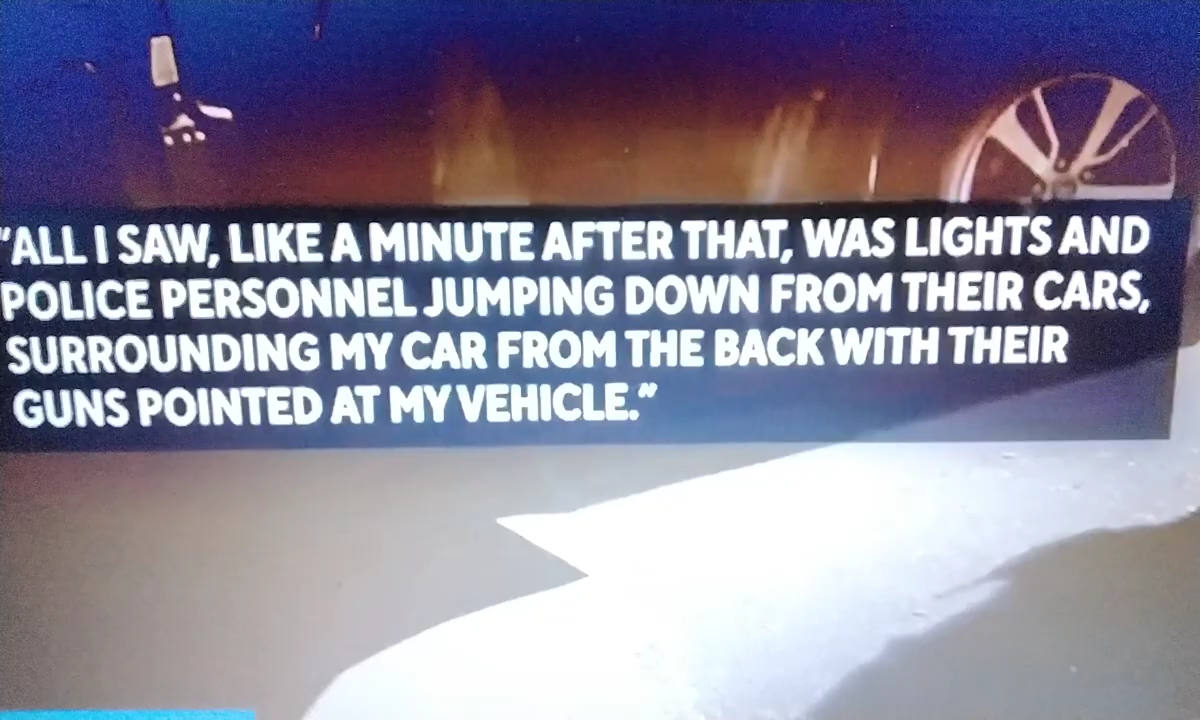 "ALL I SAW, LIKE A MINUTE AFTER THAT, WAS LIGHTS AND
POLICE PERSONNEL JUMPING DOWN FROM THEIR CARS,
SURROUNDING MY CAR FROM THE BACK WITH THEIR
GUNS POINTED AT MY VEHICLE."